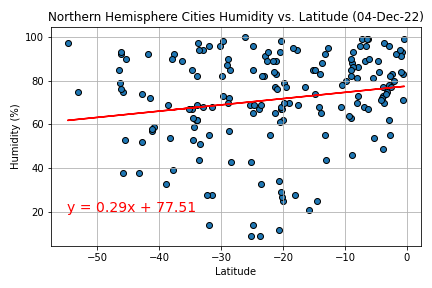 Northern Hemisphere Cities Humidity vs. Latitude (04-Dec-22)
100
80
60
40
20
Humidity (%)
y = 0.29x + 77.51
−50
−40
−30
−20
−10
0
Latitude